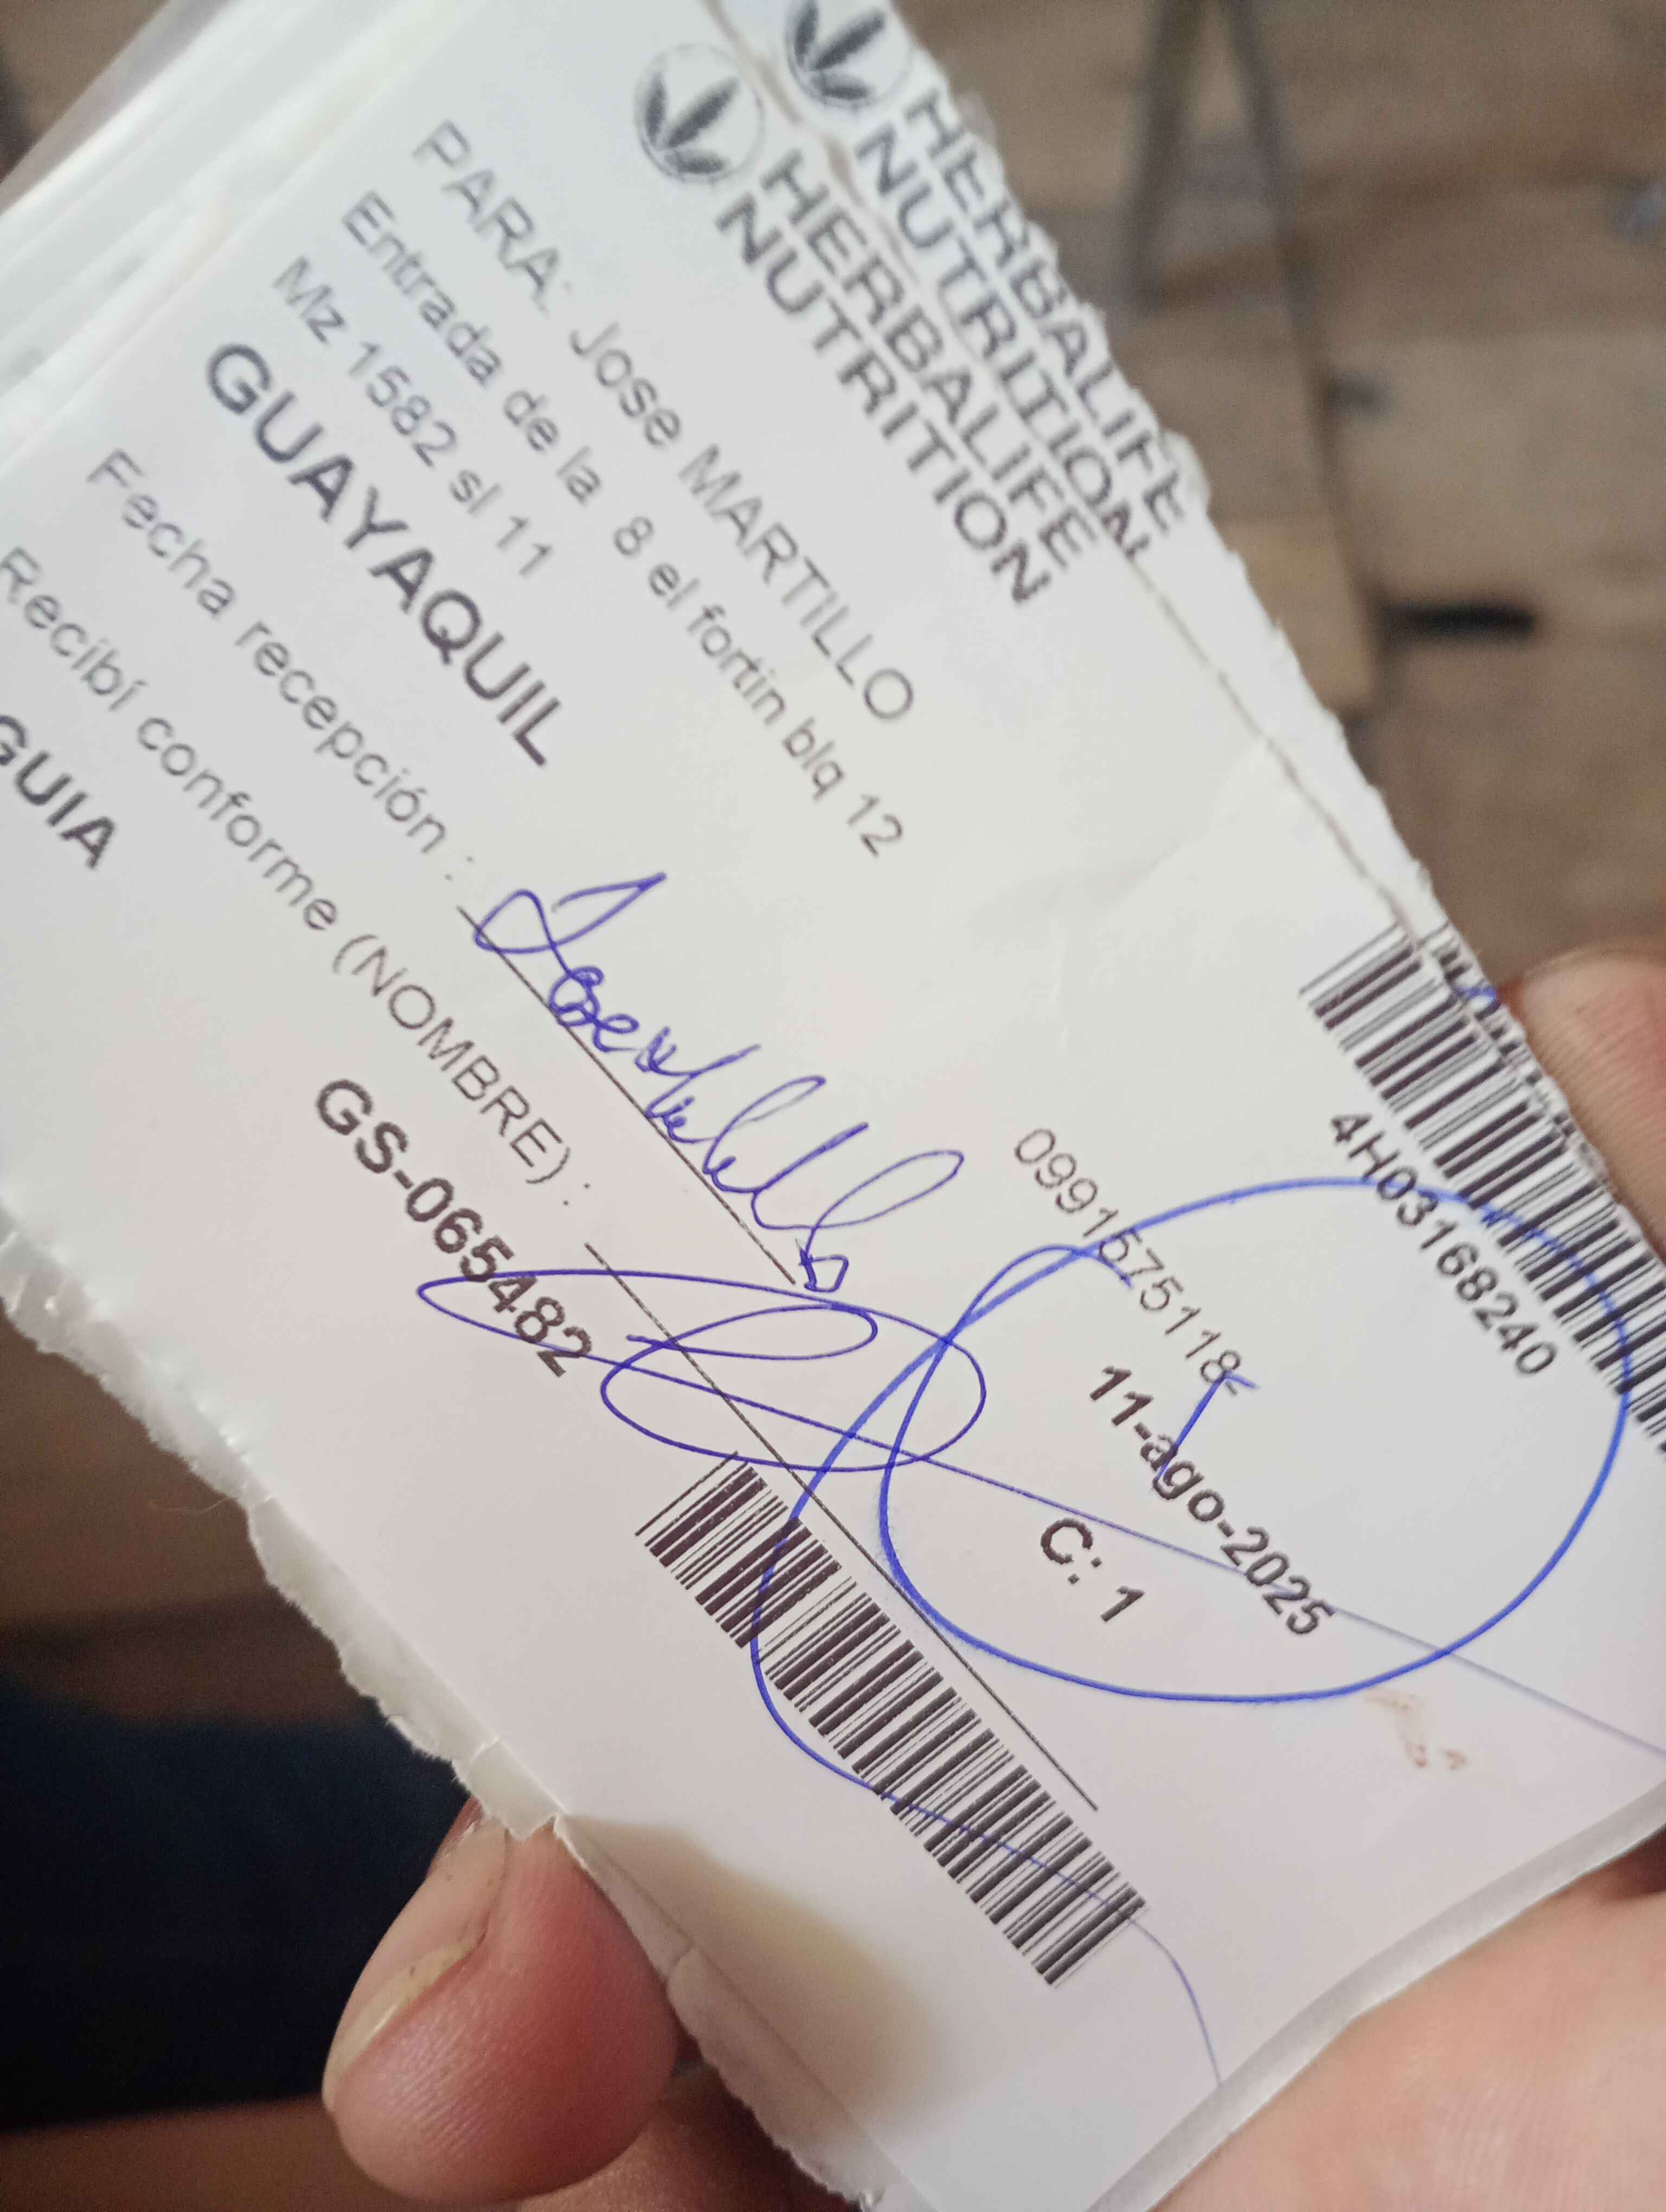 HERBALIFE
NUTRITION
HERBALIFE
NUTRITION
4H03168240
PARA: Jose MARTILLO
Entrada de la 8 el fortin blq 12
0991575118-
Mz 1582 sl 11
11-ago-2025
GUAYAQUIL
C: 1
Fecha recepción :
Recibí conforme (NOMBRE) :
GUIA
GS-065482